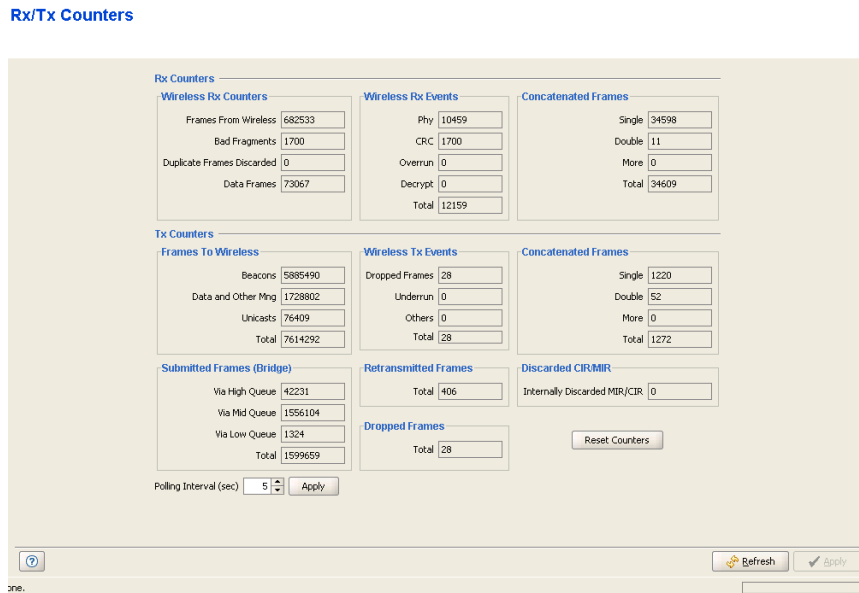 Rx/Tx Counters
Rx Counters
Wireless Rx Counters
Frames From Wireless 682533
Bad Fragments 1700
Duplicate Frames Discarded 0
Data Frames 73067
Wireless Rx Events
Phy 10459
CRC 1700
Overrun 0
Decrypt 0
Total 12159
Concatenated Frames
Single 34598
Double 11
More 0
Total 34609
Tx Counters
Frames To Wireless
Beacons 5885490
Data and Other Mng 1728802
Unicasts 76409
Total 7614292
Wireless Tx Events
Dropped Frames 28
Underrun 0
Others 0
Total 28
Concatenated Frames
Single 1220
Double 52
More 0
Total 1272
Submitted Frames (Bridge)
Via High Queue 42231
Via Mid Queue 1556104
Via Low Queue 1324
Total 1599659
Retransmitted Frames
Total 406
Dropped Frames
Total 28
Discarded CIR/MIR
Internally Discarded MIR/CIR 0
Reset Counters
Polling Interval (sec) 5 Apply
? Refresh Apply
one.